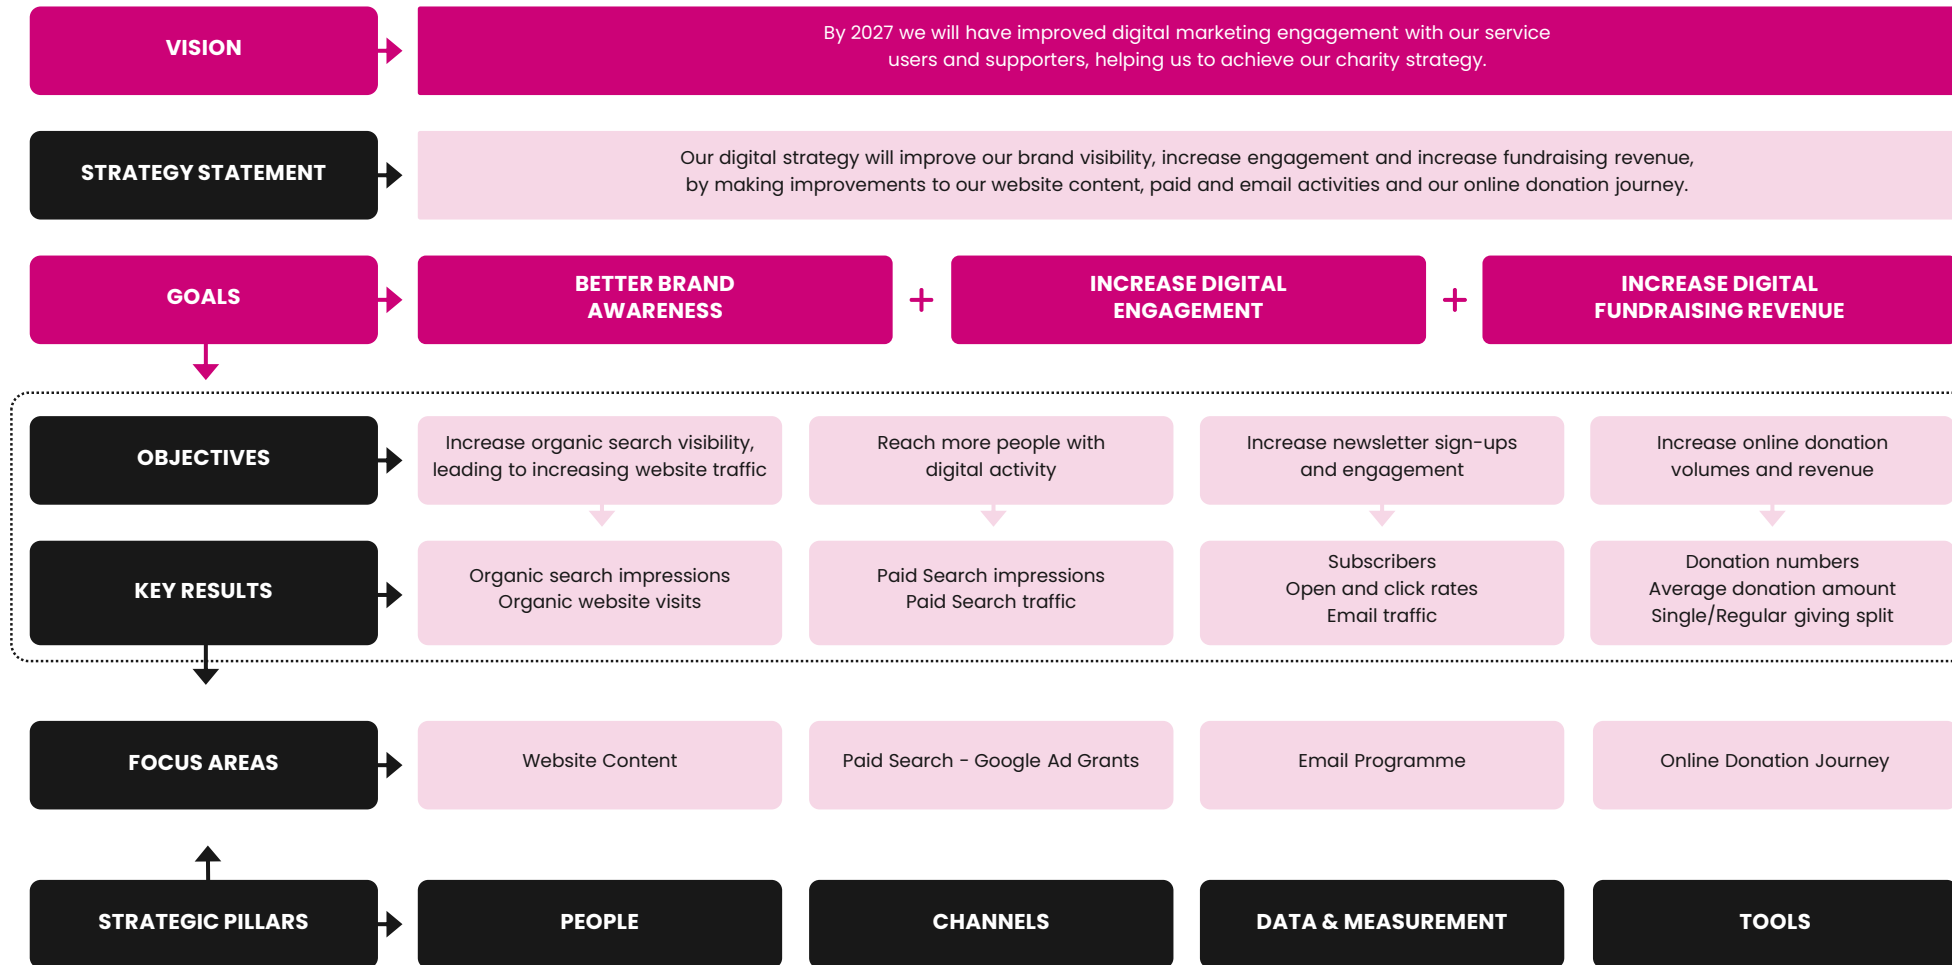 VISION
By 2027 we will have improved digital marketing engagement with our service
users and supporters, helping us to achieve our charity strategy.
STRATEGY STATEMENT
Our digital strategy will improve our brand visibility, increase engagement and increase fundraising revenue,
by making improvements to our website content, paid and email activities and our online donation journey.
GOALS
BETTER BRAND
AWARENESS
+
INCREASE DIGITAL
ENGAGEMENT
+
INCREASE DIGITAL
FUNDRAISING REVENUE
OBJECTIVES
Increase organic search visibility,
leading to increasing website traffic
Reach more people with
digital activity
Increase newsletter sign-ups
and engagement
Increase online donation
volumes and revenue
KEY RESULTS
Organic search impressions
Organic website visits
Paid Search impressions
Paid Search traffic
Subscribers
Open and click rates
Email traffic
Donation numbers
Average donation amount
Single/Regular giving split
FOCUS AREAS
Website Content
Paid Search - Google Ad Grants
Email Programme
Online Donation Journey
STRATEGIC PILLARS
PEOPLE
CHANNELS
DATA & MEASUREMENT
TOOLS